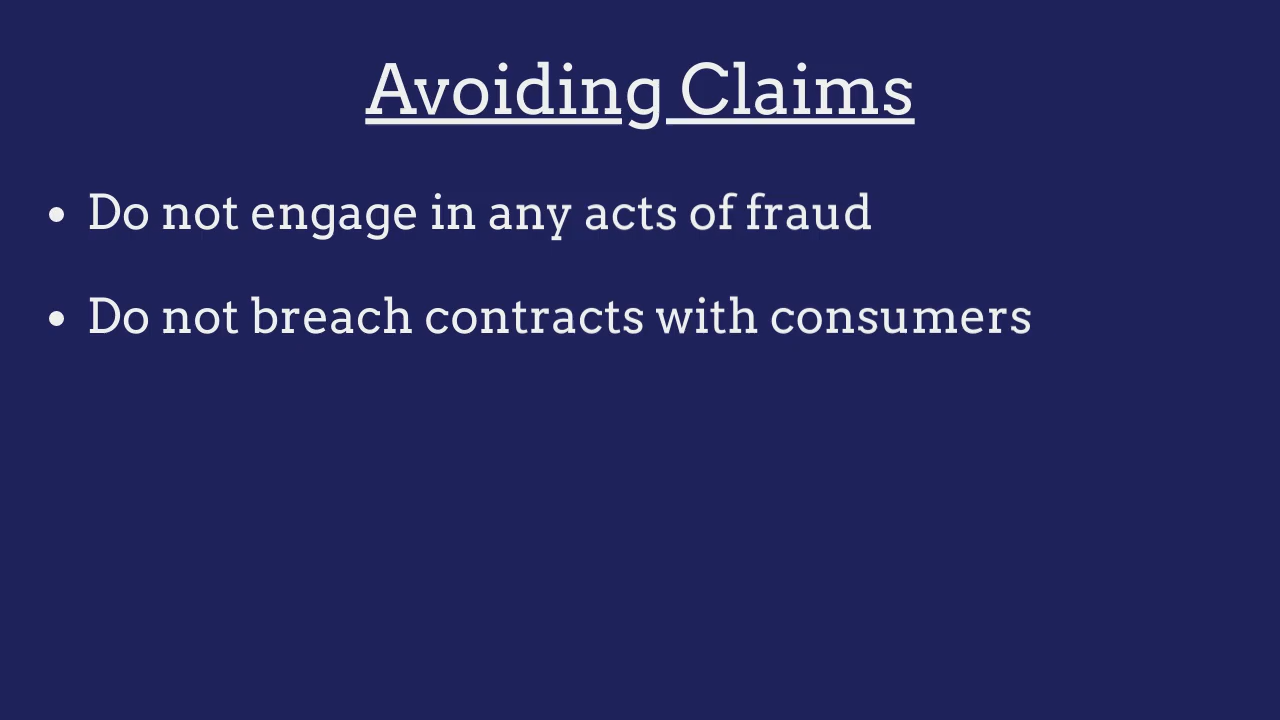 Avoiding Claims
• Do not engage in any acts of fraud
• Do not breach contracts with consumers